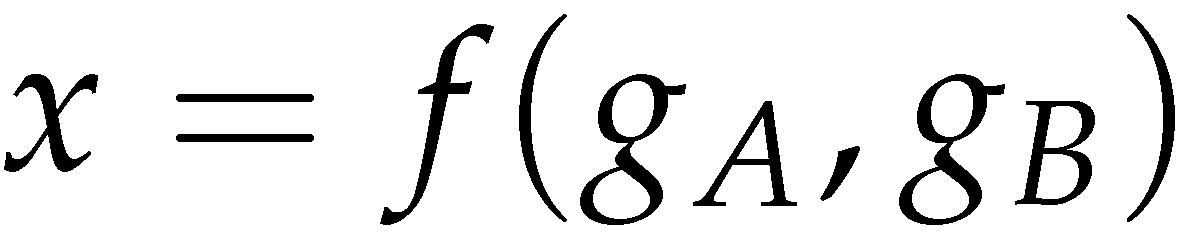 x = f(g_A, g_B)